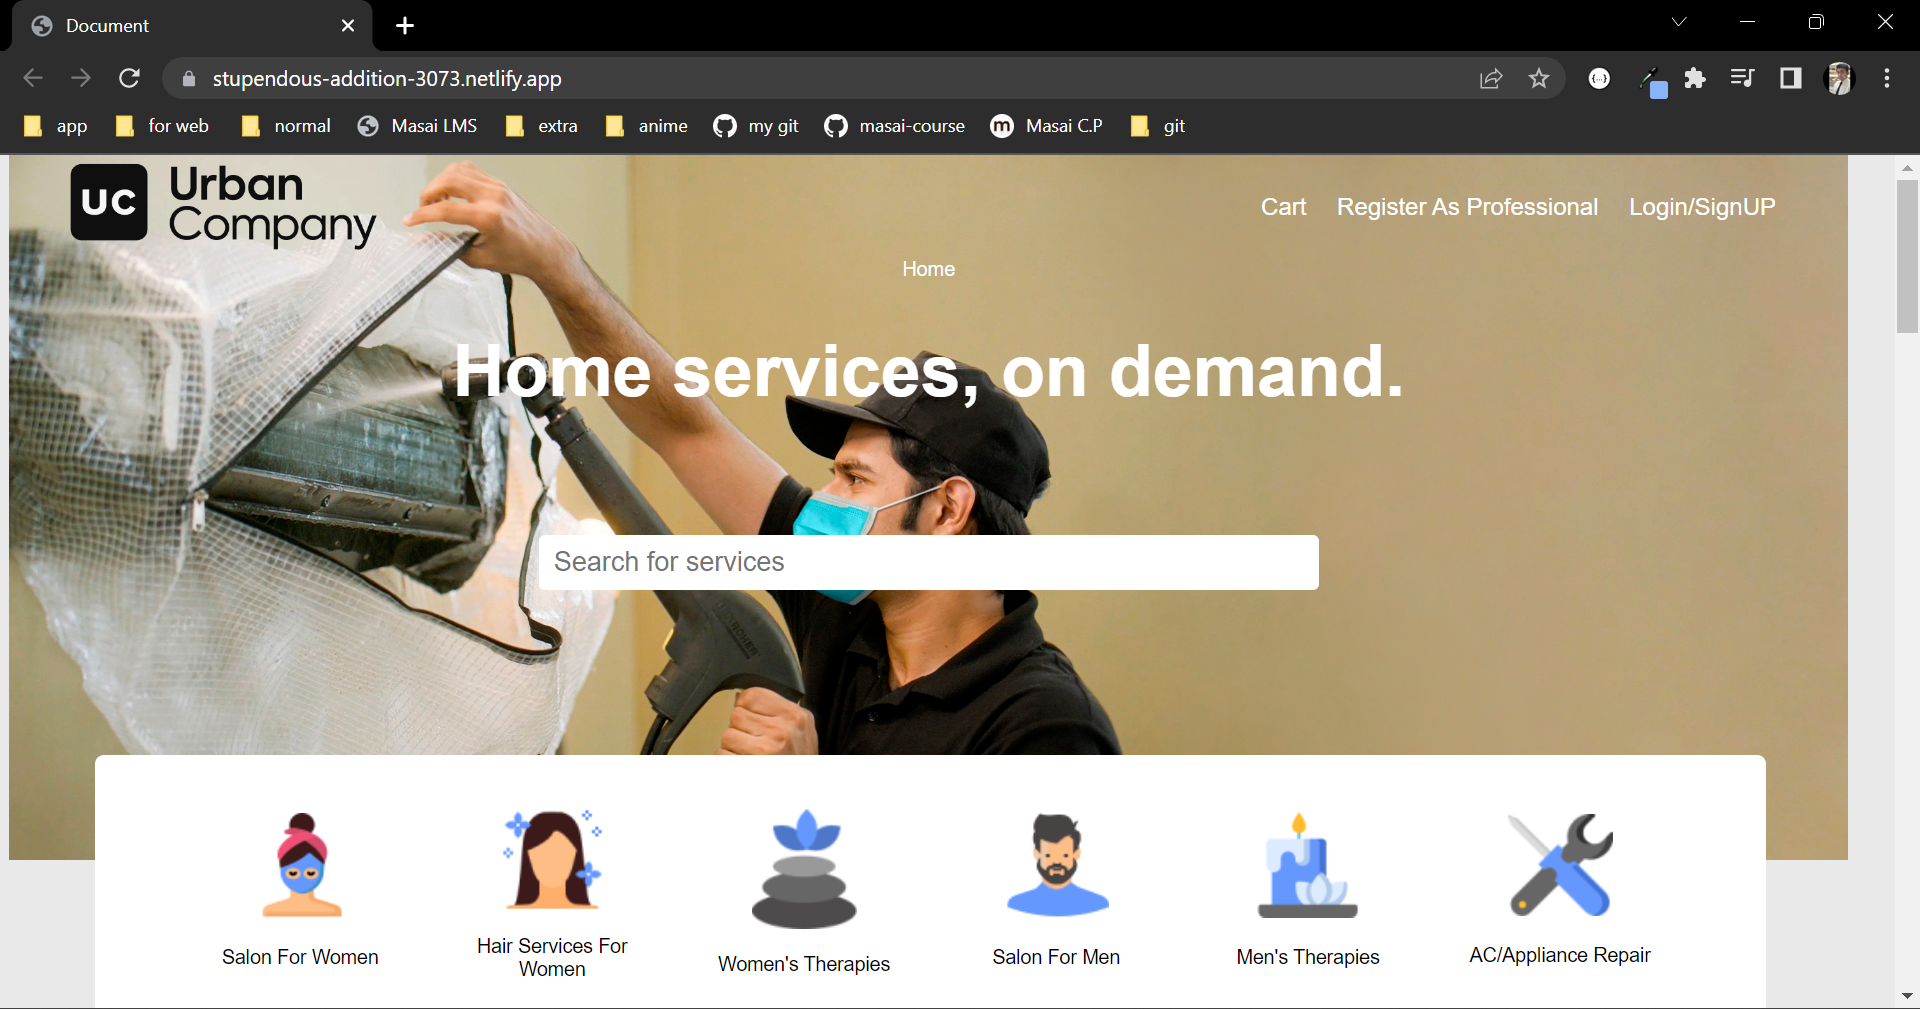 Document
stupendous-addition-3073.netlify.app
app for web normal Masai LMS extra anime my git masai-course m Masai C.P git
UC Urban
Company
Cart Register As Professional Login/SignUP
Home
Home services, on demand.
Search for services
Salon For Women
Hair Services For
Women
Women's Therapies
Salon For Men
Men's Therapies
AC/Appliance Repair